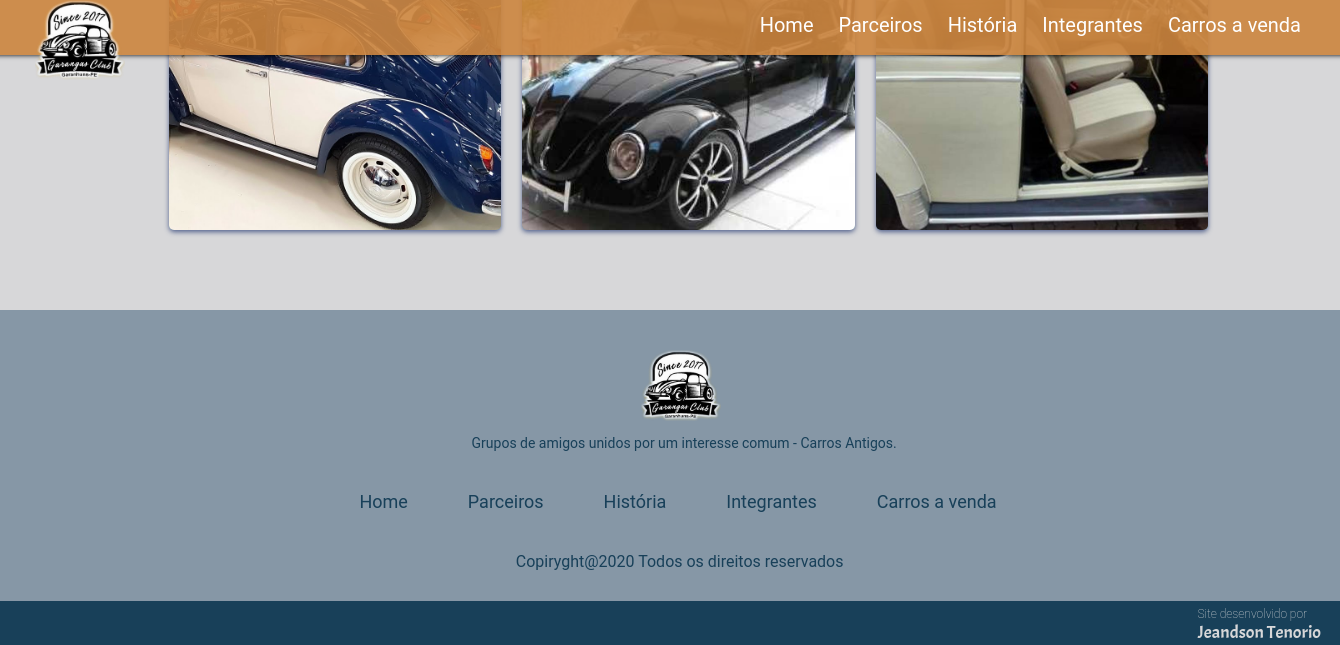 Since 2017
Garangus Club
Garanhuns-PE
Home Parceiros História Integrantes Carros a venda
Since 2017
Garangus Club
Garanhuns-PE
Grupos de amigos unidos por um interesse comum - Carros Antigos.
Home Parceiros História Integrantes Carros a venda
Copiryght@2020 Todos os direitos reservados
Site desenvolvido por
Jeandson Tenorio